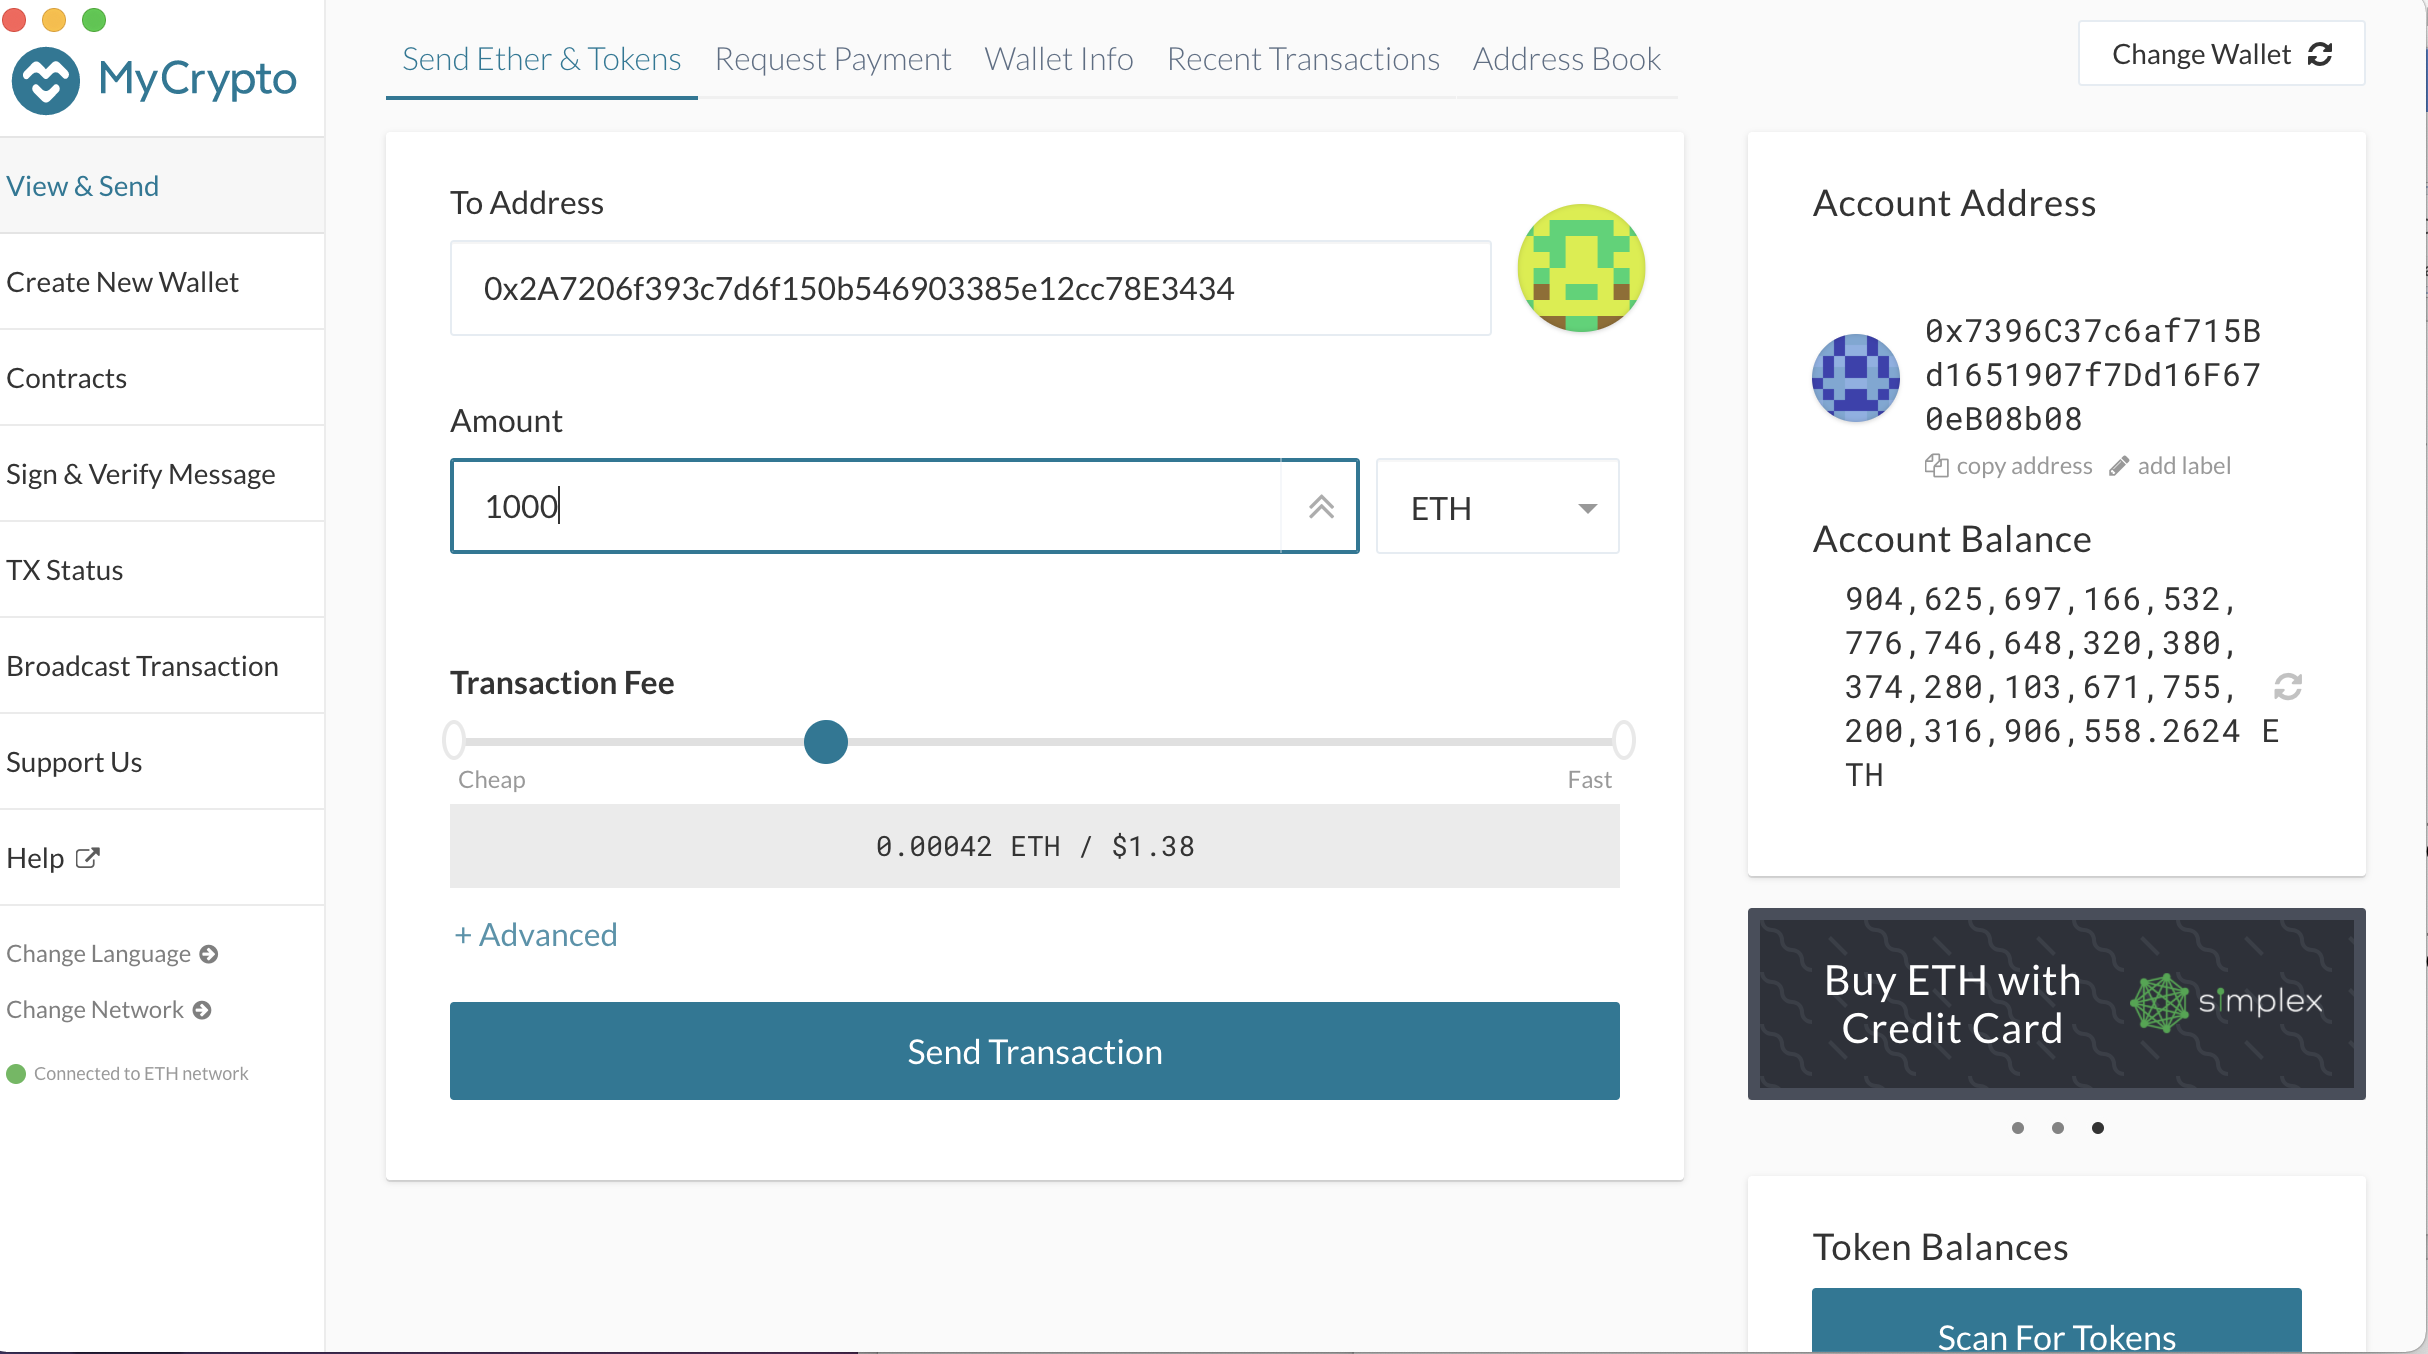 MyCrypto
View & Send
Create New Wallet
Contracts
Sign & Verify Message
TX Status
Broadcast Transaction
Support Us
Help
Change Language
Change Network
Connected to ETH network
Send Ether & Tokens
Request Payment
Wallet Info
Recent Transactions
Address Book
Change Wallet
To Address
0x2A7206f393c7d6f150b546903385e12cc78E3434
Amount
1000
ETH
Transaction Fee
Cheap
Fast
0.00042 ETH / $1.38
+ Advanced
Send Transaction
Account Address
0x7396C37c6af715B
d1651907f7Dd16F67
0eB08b08
copy address
add label
Account Balance
904,625,697,166,532,
776,746,648,320,380,
374,280,103,671,755,
200,316,906,558.2624 E
TH
Buy ETH with
Credit Card
simplex
Token Balances
Scan For Tokens